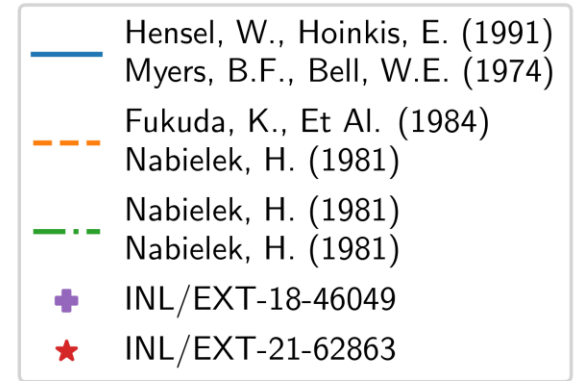 Hensel, W., Hoinkis, E. (1991)
Myers, B.F., Bell, W.E. (1974)
Fukuda, K., Et Al. (1984)
Nabielek, H. (1981)
Nabielek, H. (1981)
Nabielek, H. (1981)
INL/EXT-18-46049
INL/EXT-21-62863